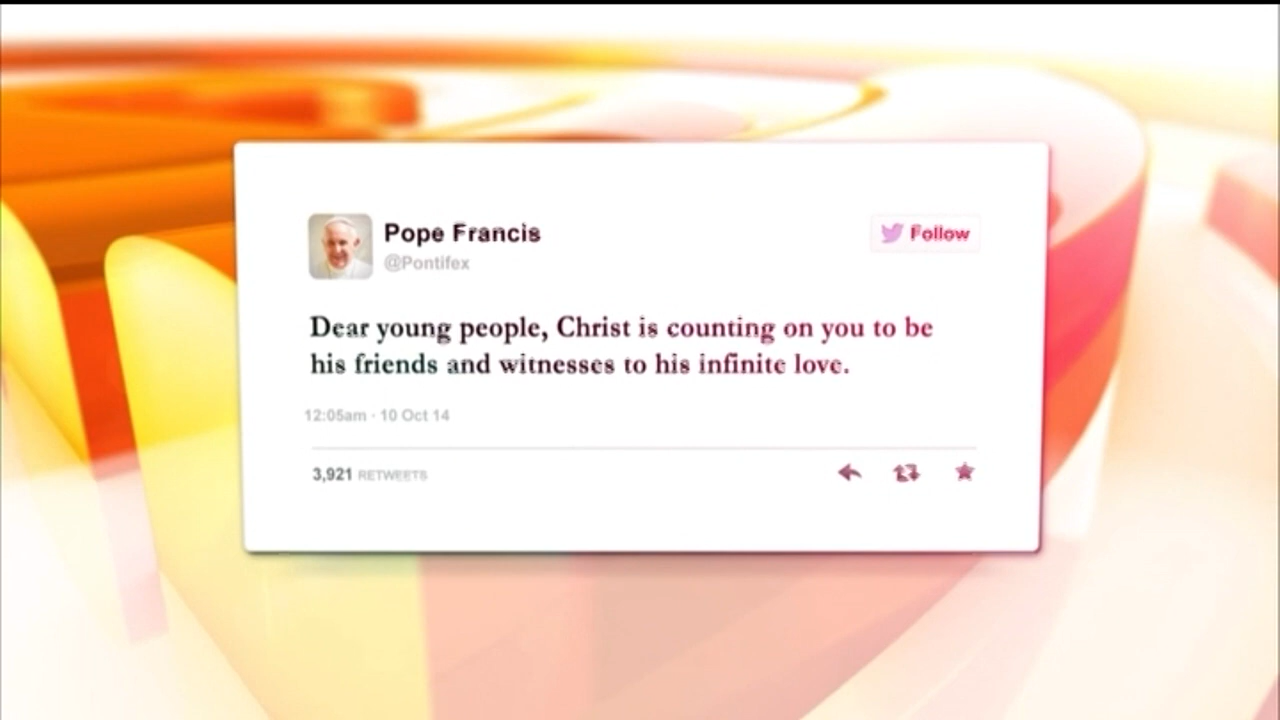 Pope Francis
@Pontifex
Follow
Dear young people, Christ is counting on you to be
his friends and witnesses to his infinite love.
12:05am · 10 Oct 14
3,921 RETWEETS